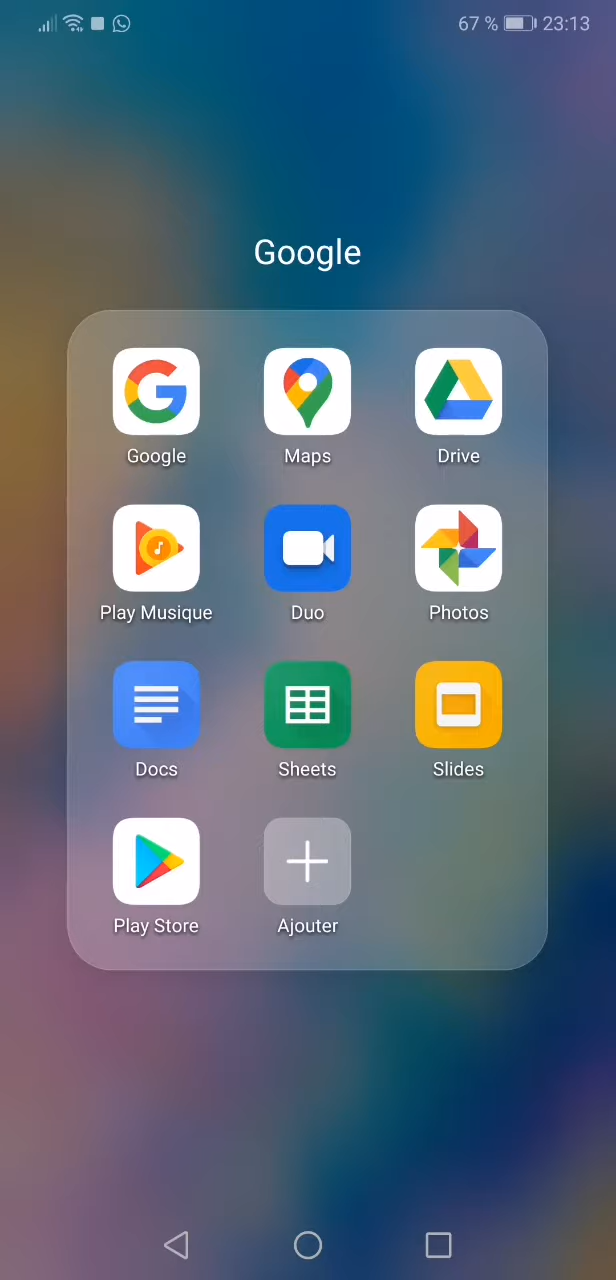 67 % 23:13
Google
Google Maps Drive
Play Musique Duo Photos
Docs Sheets Slides
Play Store Ajouter